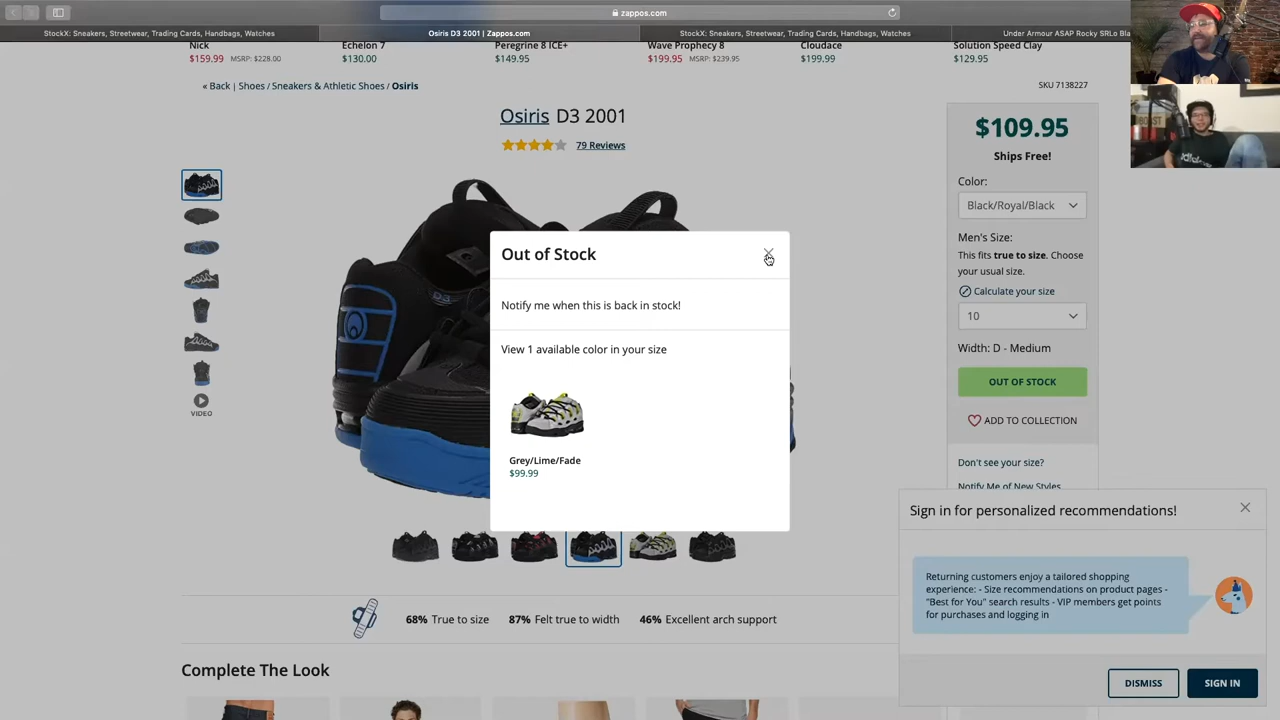 zappos.com
StockX: Sneakers, Streetwear, Trading Cards, Handbags, Watches
Osiris D3 2001 | Zappos.com
StockX: Sneakers, Streetwear, Trading Cards, Handbags, Watches
Under Armour ASAP Rocky SRLo Bla
Nick
$159.99 MSRP: $228.00
Echelon 7
$130.00
Peregrine 8 ICE+
$149.95
Wave Prophecy 8
$199.95 MSRP: $239.95
Cloudace
$199.99
Solution Speed Clay
$129.95
« Back | Shoes / Sneakers & Athletic Shoes / Osiris
SKU 7138227
Osiris D3 2001
79 Reviews
VIDEO
$109.95
Ships Free!
Color:
Black/Royal/Black
Men's Size:
This fits true to size. Choose
your usual size.
Calculate your size
10
Width: D - Medium
OUT OF STOCK
ADD TO COLLECTION
Don't see your size?
Notify Me of New Styles
Out of Stock
Notify me when this is back in stock!
View 1 available color in your size
Grey/Lime/Fade
$99.99
68% True to size 87% Felt true to width 46% Excellent arch support
Complete The Look
Sign in for personalized recommendations!
Returning customers enjoy a tailored shopping
experience: - Size recommendations on product pages -
"Best for You" search results - VIP members get points
for purchases and logging in
DISMISS
SIGN IN